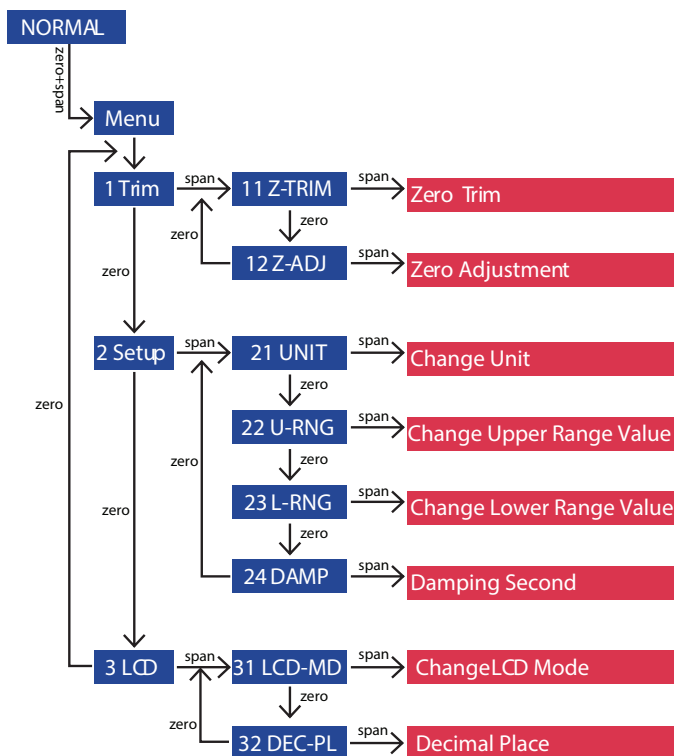 NORMAL
zero+span
Menu
1 Trim
span
11 Z-TRIM
span
Zero Trim
zero
zero
12 Z-ADJ
span
Zero Adjustment
zero
2 Setup
span
21 UNIT
span
Change Unit
zero
22 U-RNG
span
Change Upper Range Value
zero
zero
zero
23 L-RNG
span
Change Lower Range Value
zero
zero
24 DAMP
span
Damping Second
3 LCD
span
31 LCD-MD
span
ChangeLCD Mode
zero
zero
32 DEC-PL
span
Decimal Place